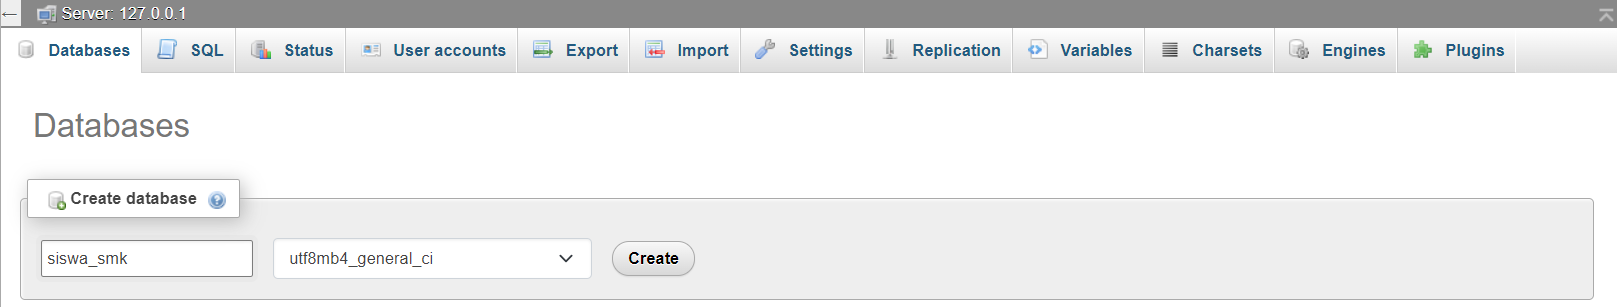 Server: 127.0.0.1
Databases SQL Status User accounts Export Import Settings Replication Variables Charsets Engines Plugins
Databases
Create database
siswa_smk utf8mb4_general_ci Create